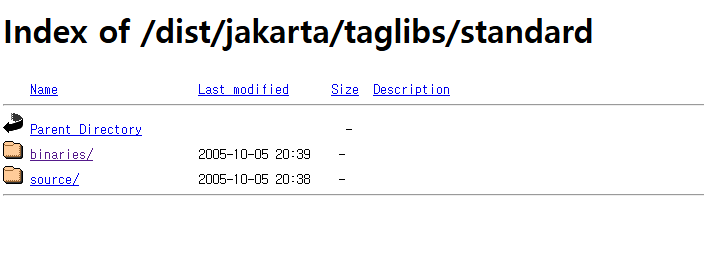 Index of /dist/jakarta/taglibs/standard
Name Last modified Size Description
Parent Directory -
binaries/ 2005-10-05 20:39 -
source/ 2005-10-05 20:38 -